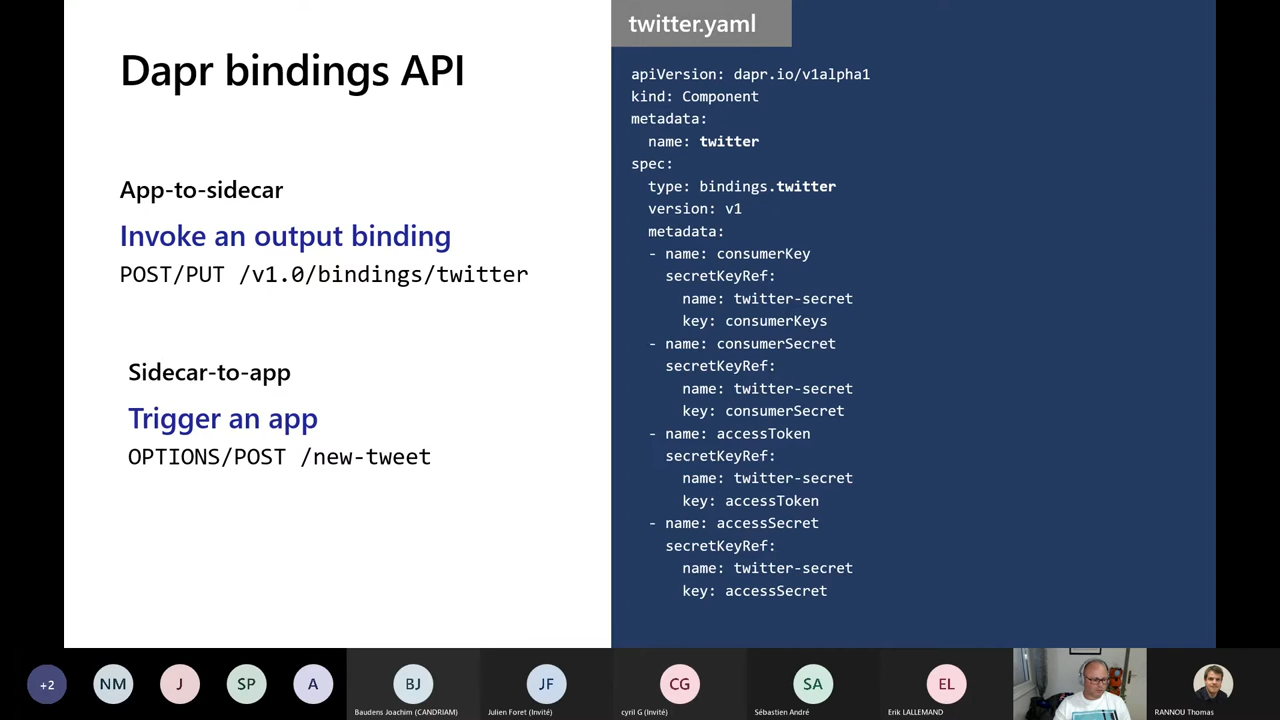 Dapr bindings API
App-to-sidecar
Invoke an output binding
POST/PUT /v1.0/bindings/twitter
Sidecar-to-app
Trigger an app
OPTIONS/POST /new-tweet
twitter.yaml
apiVersion: dapr.io/v1alpha1
kind: Component
metadata:
  name: twitter
spec:
  type: bindings.twitter
  version: v1
  metadata:
  - name: consumerKey
    secretKeyRef:
      name: twitter-secret
      key: consumerKeys
  - name: consumerSecret
    secretKeyRef:
      name: twitter-secret
      key: consumerSecret
  - name: accessToken
    secretKeyRef:
      name: twitter-secret
      key: accessToken
  - name: accessSecret
    secretKeyRef:
      name: twitter-secret
      key: accessSecret
+2 NM J SP A BJ JF CG SA EL
Baudens Joachim (CANDRIAM) Julien Foret (Invité) cyril G (Invité) Sébastien André Erik LALLEMAND RANNOU Thomas